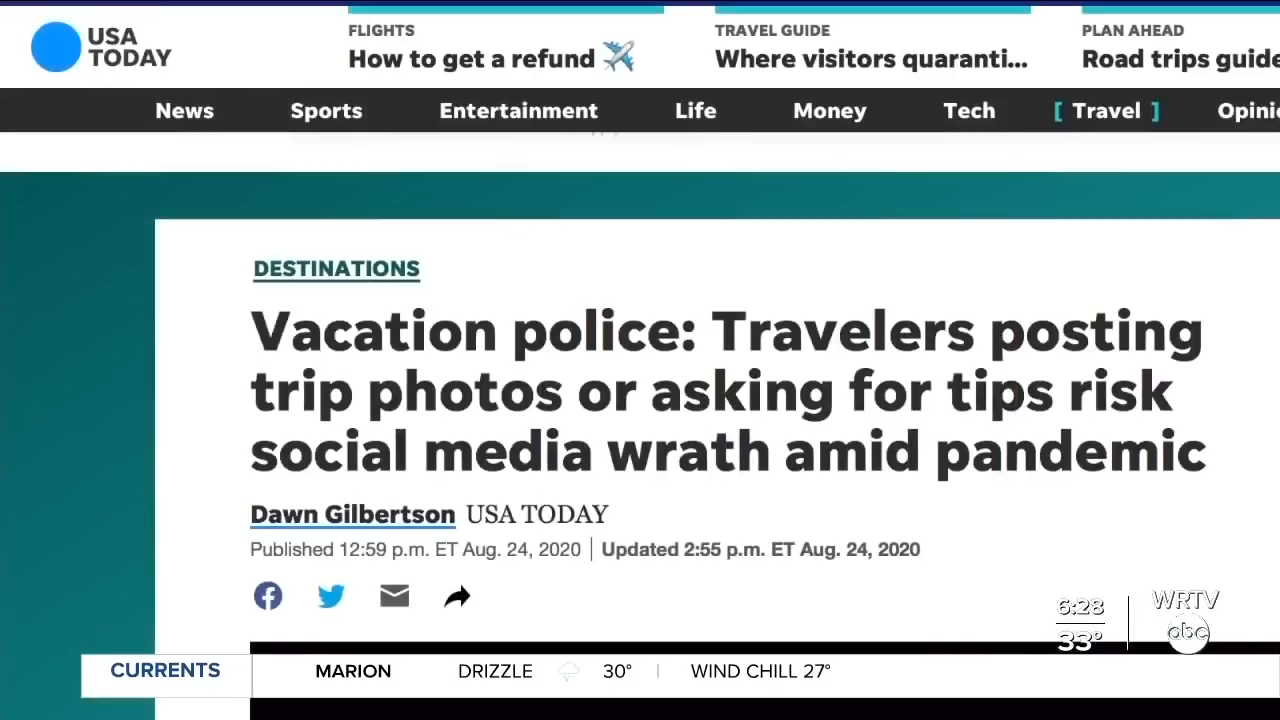 USA
TODAY
FLIGHTS
How to get a refund
TRAVEL GUIDE
Where visitors quaranti...
PLAN AHEAD
Road trips guide
News Sports Entertainment Life Money Tech [ Travel ] Opini
DESTINATIONS
Vacation police: Travelers posting
trip photos or asking for tips risk
social media wrath amid pandemic
Dawn Gilbertson USA TODAY
Published 12:59 p.m. ET Aug. 24, 2020 | Updated 2:55 p.m. ET Aug. 24, 2020
6:28
33°
WRTV
abc
CURRENTS MARION DRIZZLE 30° | WIND CHILL 27°